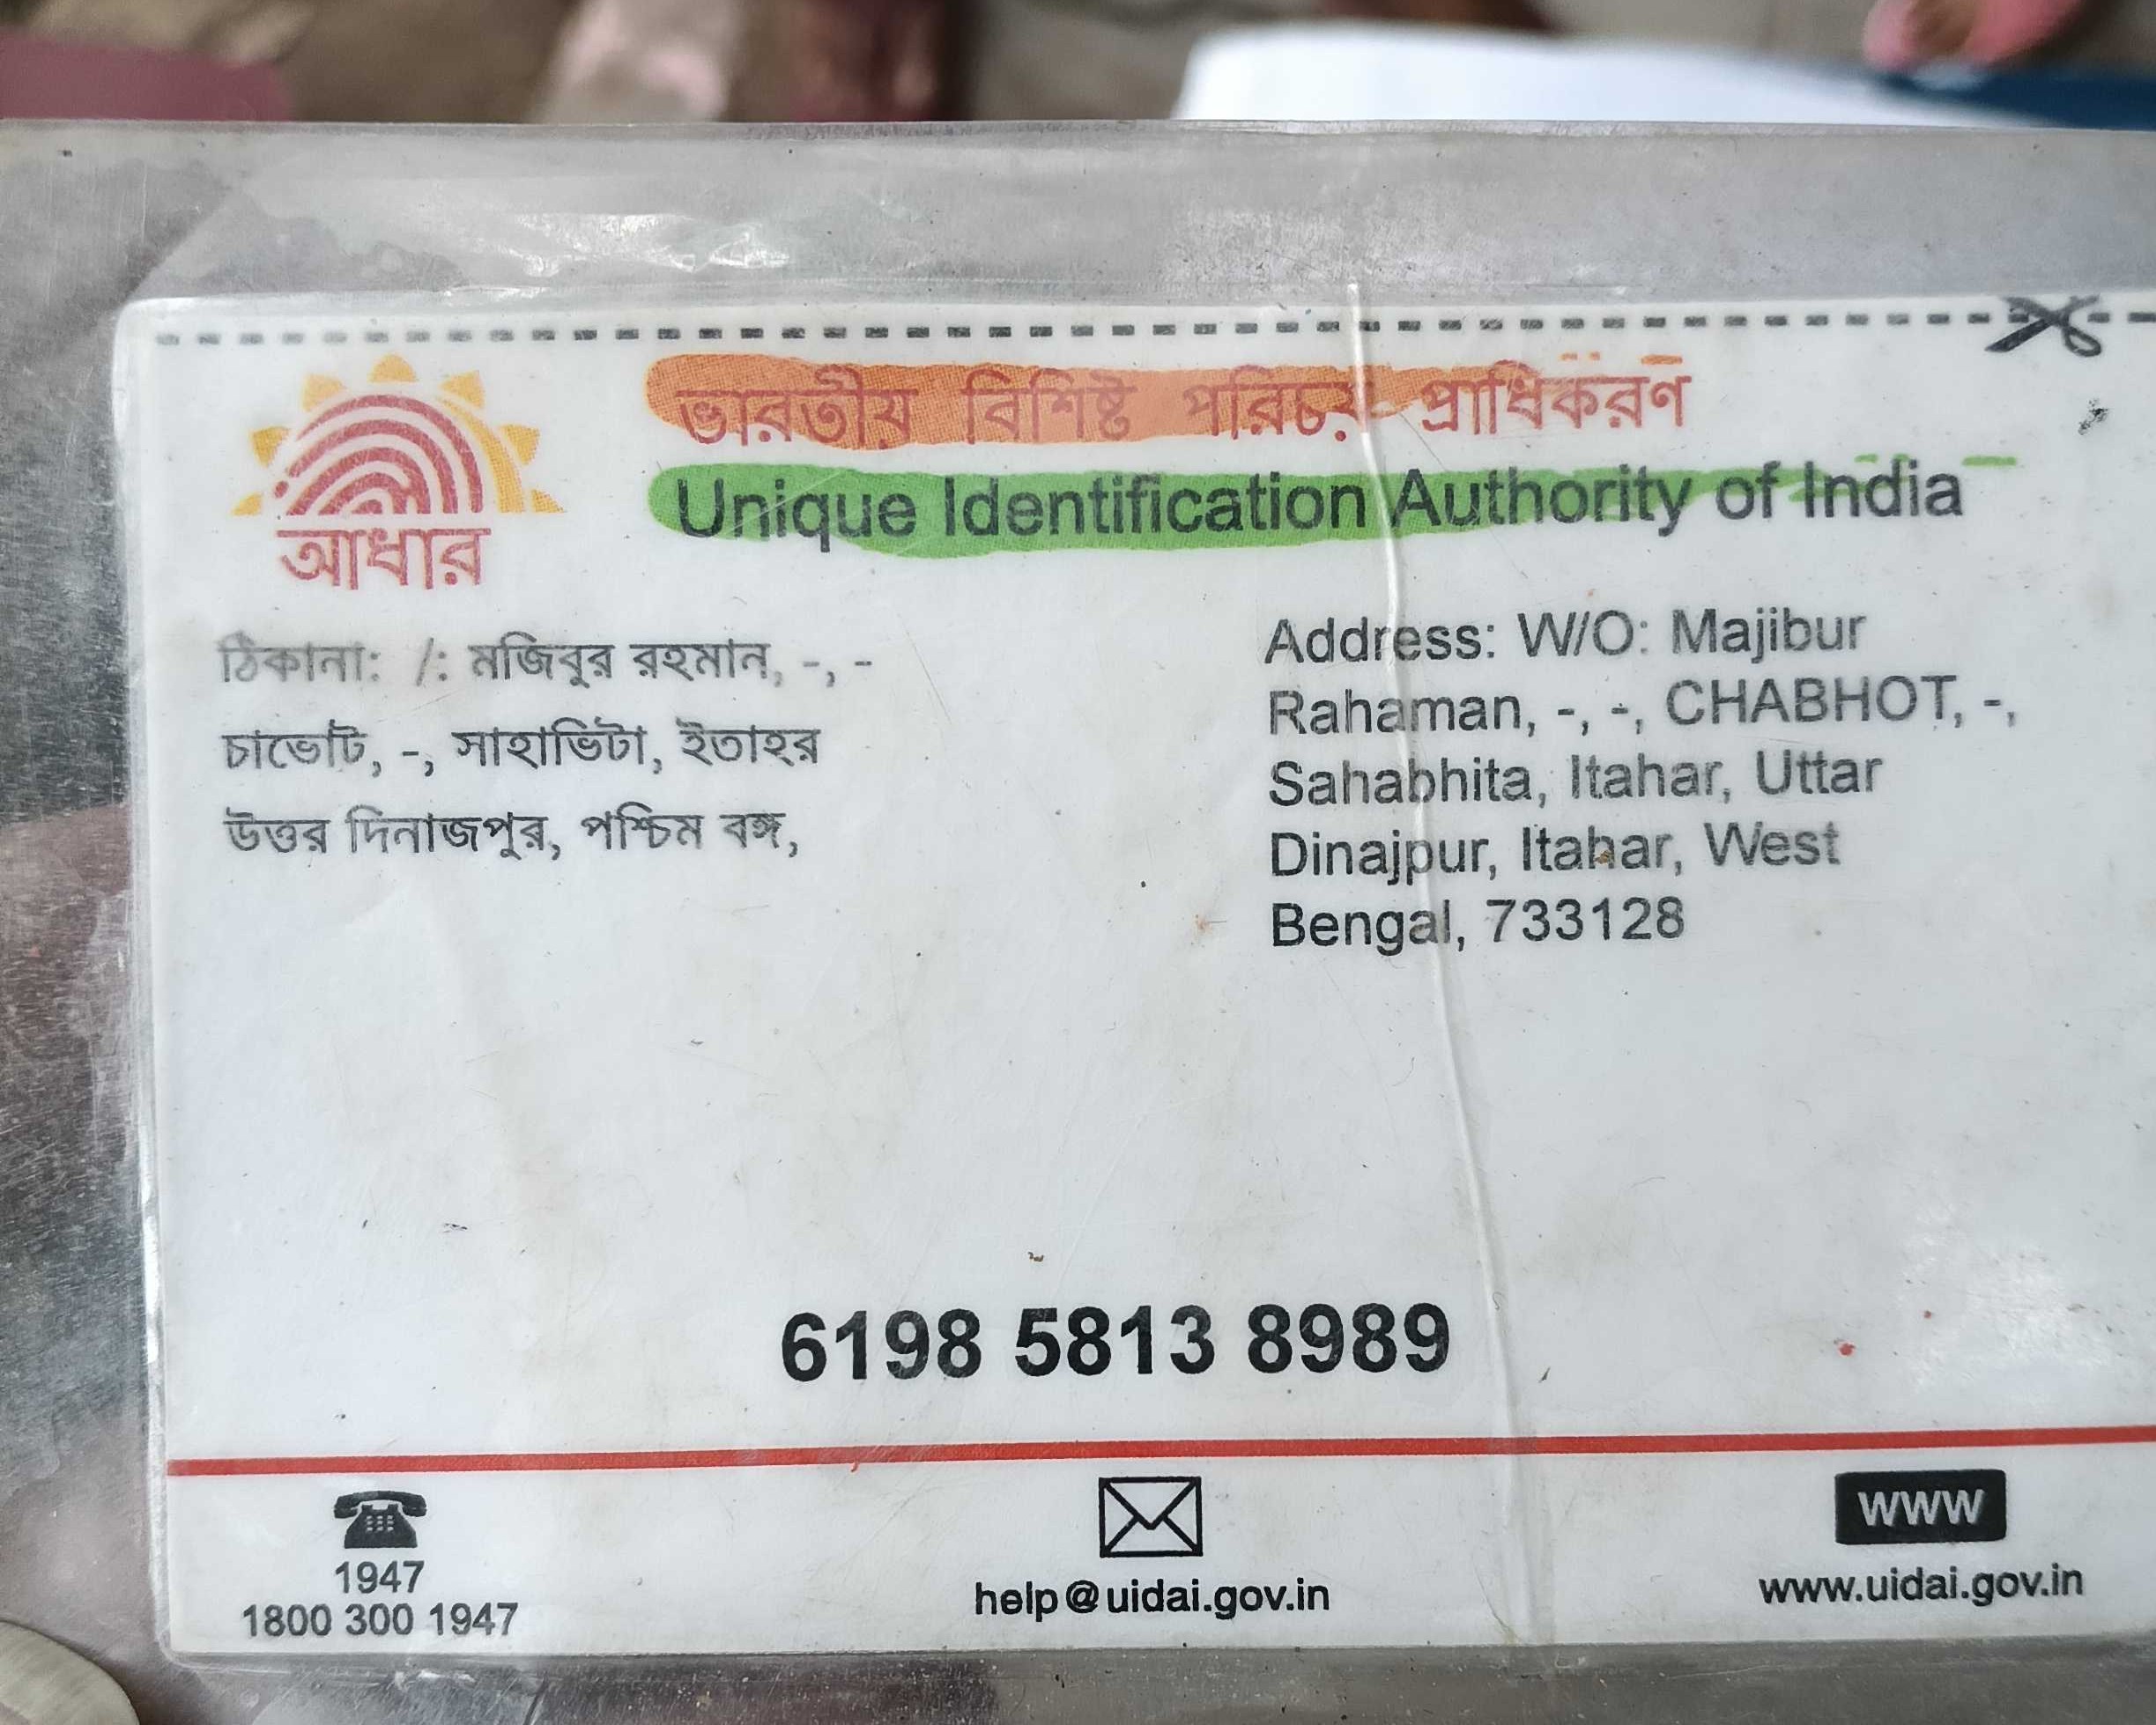 ভারতীয় বিশিষ্ট পরিচয় প্রাধিকরণ
Unique Identification Authority of India
আধার
ঠিকানা: /: মজিবুর রহমান, -, -
চাভোট, -, সাহাভিটা, ইতাহর
উত্তর দিনাজপুর, পশ্চিম বঙ্গ,
Address: W/O: Majibur
Rahaman, -, -, CHABHOT, -,
Sahabhita, Itahar, Uttar
Dinajpur, Itahar, West
Bengal, 733128
6198 5813 8989
1947
1800 300 1947
help@uidai.gov.in
WWW
www.uidai.gov.in